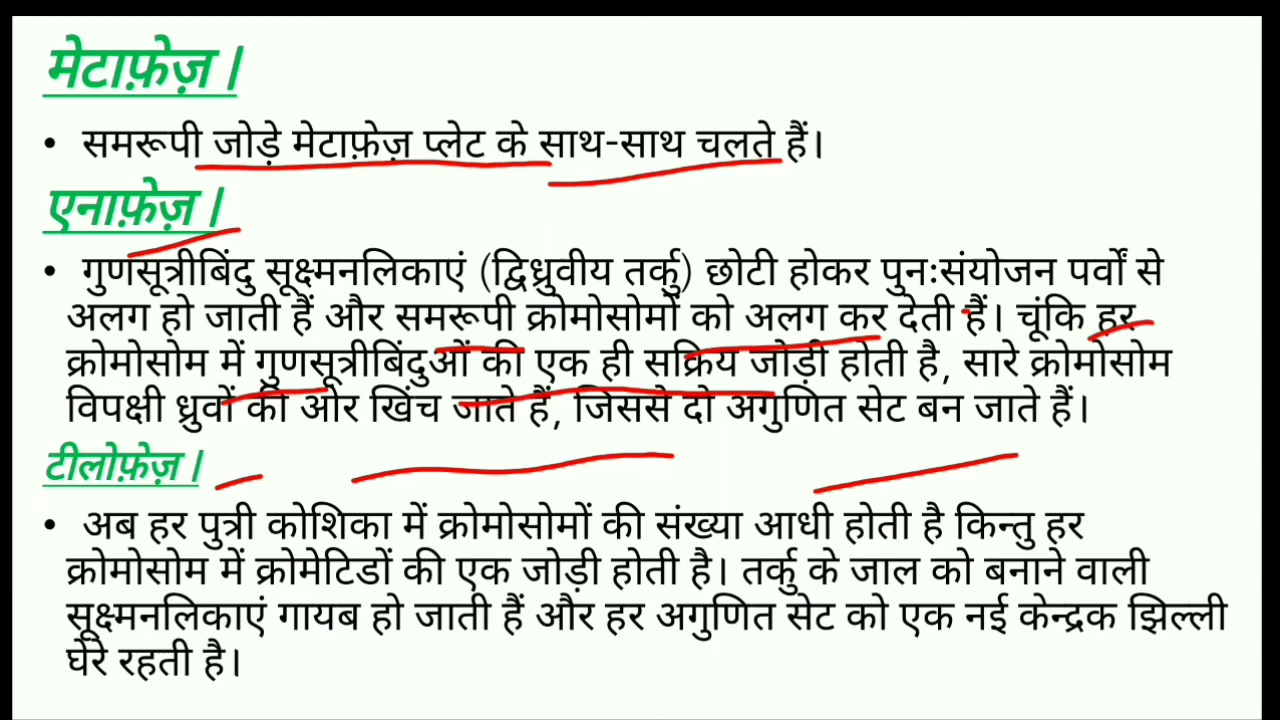 मेटाफ़ेज़।
• समरूपी जोड़े मेटाफ़ेज़ प्लेट के साथ-साथ चलते हैं।
एनाफ़ेज़।
• गुणसूत्रीबिंदु सूक्ष्मनलिकाएं (द्विध्रुवीय तर्कु) छोटी होकर पुनःसंयोजन पर्वों से
अलग हो जाती हैं और समरूपी क्रोमोसोमों को अलग कर देती हैं। चूंकि हर
क्रोमोसोम में गुणसूत्रीबिंदुओं की एक ही सक्रिय जोड़ी होती है, सारे क्रोमोसोम
विपक्षी ध्रुवों की ओर खिंच जाते हैं, जिससे दो अगुणित सेट बन जाते हैं।
टीलोफ़ेज़।
• अब हर पुत्री कोशिका में क्रोमोसोमों की संख्या आधी होती है किन्तु हर
क्रोमोसोम में क्रोमेटिडों की एक जोड़ी होती है। तर्कु के जाल को बनाने वाली
सूक्ष्मनलिकाएं गायब हो जाती हैं और हर अगुणित सेट को एक नई केन्द्रक झिल्ली
घेरे रहती है।